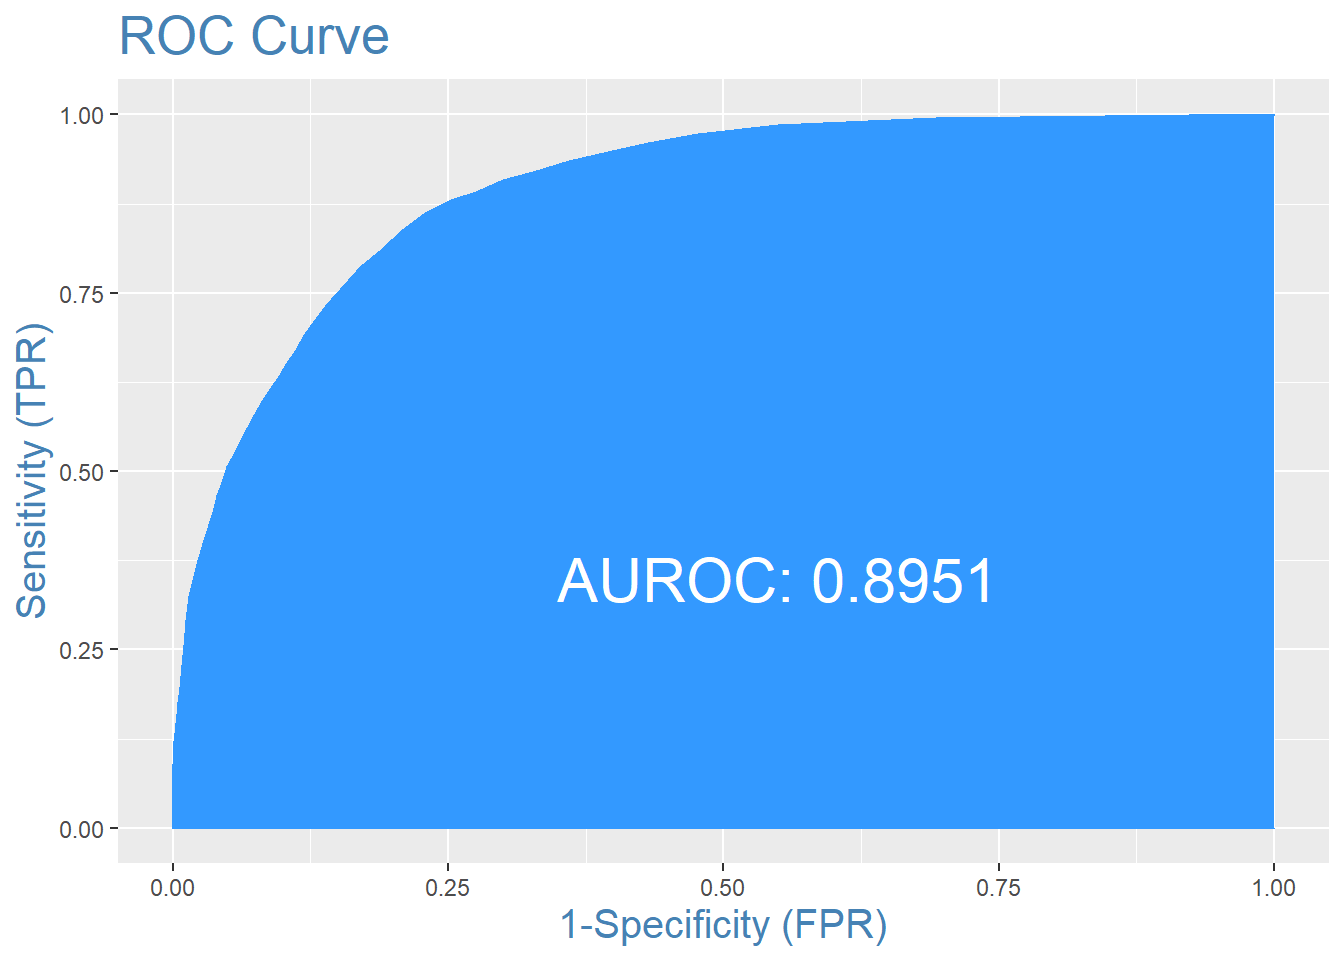 ROC Curve
1.00
0.75
0.50
0.25
0.00
Sensitivity (TPR)
AUROC: 0.8951
0.00 0.25 0.50 0.75 1.00
1-Specificity (FPR)